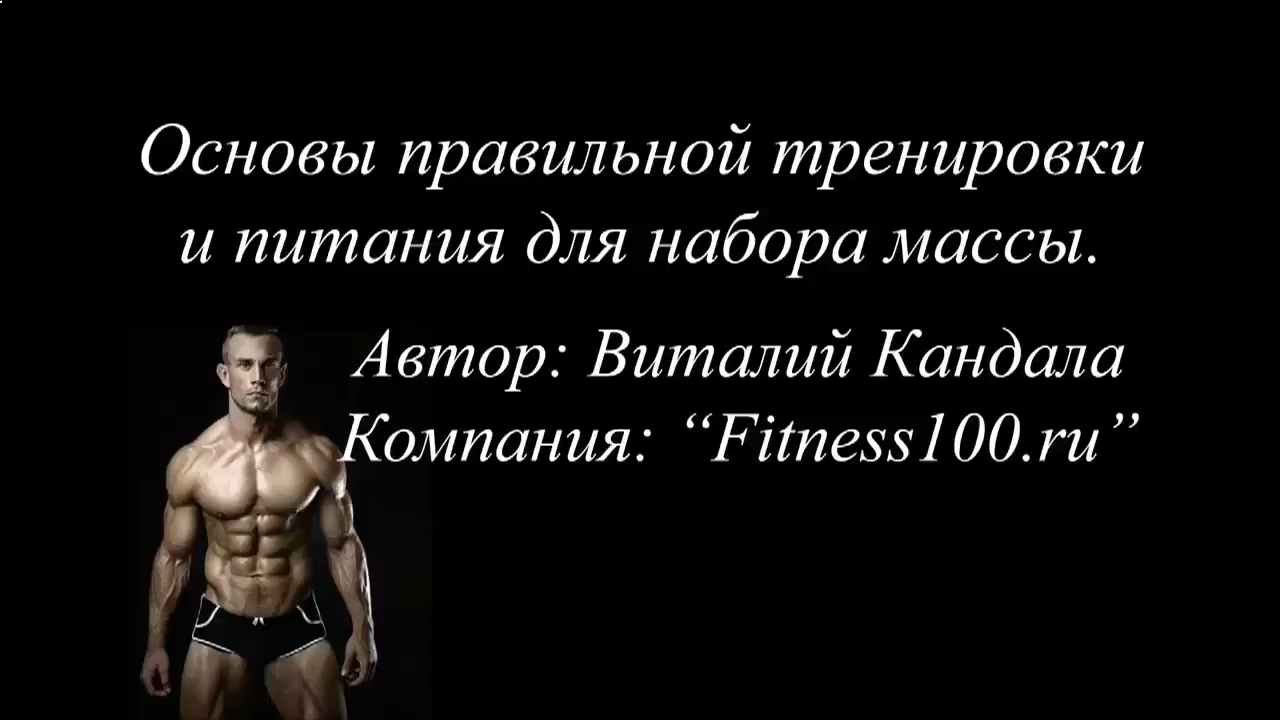 Основы правильной тренировки
и питания для набора массы.
Автор: Виталий Кандала
Компания: “Fitness100.ru”